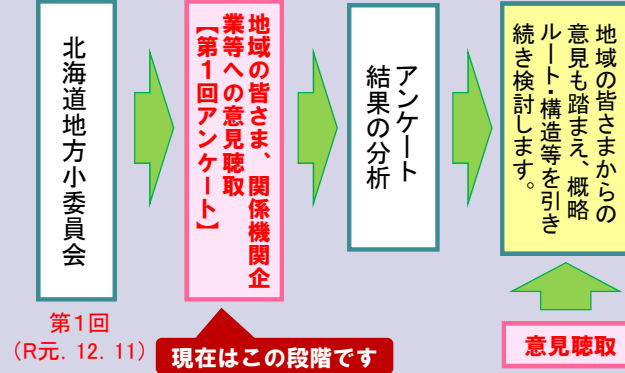 北海道地方小委員会
地域の皆さま、関係機関企
業等への意見聴取
【第１回アンケート】
アンケート
結果の分析
地域の皆さまからの
意見も踏まえ、概略
ルート・構造等を引き
続き検討します。
第１回
（R元. 12. 11）
現在はこの段階です
意見聴取